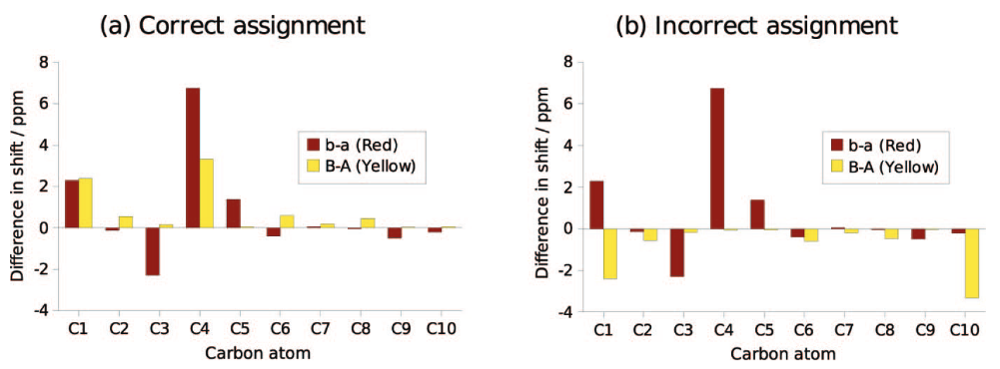 (a) Correct assignment
Difference in shift / ppm
8
6
4
2
0
-2
-4
b-a (Red)
B-A (Yellow)
C1 C2 C3 C4 C5 C6 C7 C8 C9 C10
Carbon atom
(b) Incorrect assignment
Difference in shift / ppm
8
6
4
2
0
-2
-4
b-a (Red)
B-A (Yellow)
C1 C2 C3 C4 C5 C6 C7 C8 C9 C10
Carbon atom